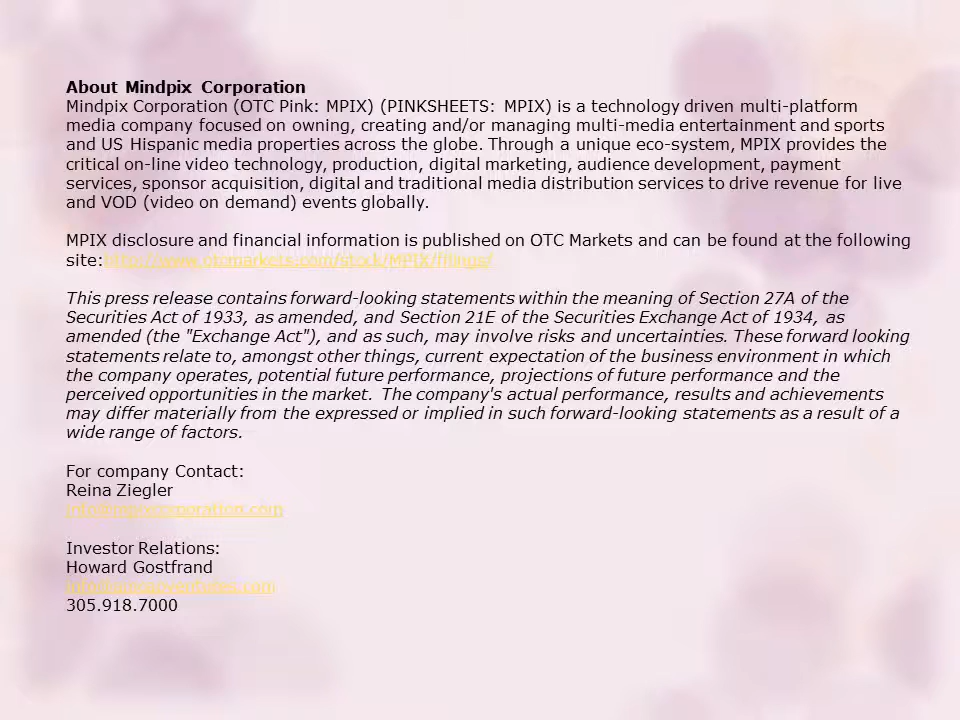 About Mindpix Corporation
Mindpix Corporation (OTC Pink: MPIX) (PINKSHEETS: MPIX) is a technology driven multi-platform
media company focused on owning, creating and/or managing multi-media entertainment and sports
and US Hispanic media properties across the globe. Through a unique eco-system, MPIX provides the
critical on-line video technology, production, digital marketing, audience development, payment
services, sponsor acquisition, digital and traditional media distribution services to drive revenue for live
and VOD (video on demand) events globally.
MPIX disclosure and financial information is published on OTC Markets and can be found at the following
site:http://www.otcmarkets.com/stock/MPIX/filings/
This press release contains forward-looking statements within the meaning of Section 27A of the
Securities Act of 1933, as amended, and Section 21E of the Securities Exchange Act of 1934, as
amended (the "Exchange Act"), and as such, may involve risks and uncertainties. These forward looking
statements relate to, amongst other things, current expectation of the business environment in which
the company operates, potential future performance, projections of future performance and the
perceived opportunities in the market. The company's actual performance, results and achievements
may differ materially from the expressed or implied in such forward-looking statements as a result of a
wide range of factors.
For company Contact:
Reina Ziegler
Investor Relations:
Howard Gostfrand
305.918.7000